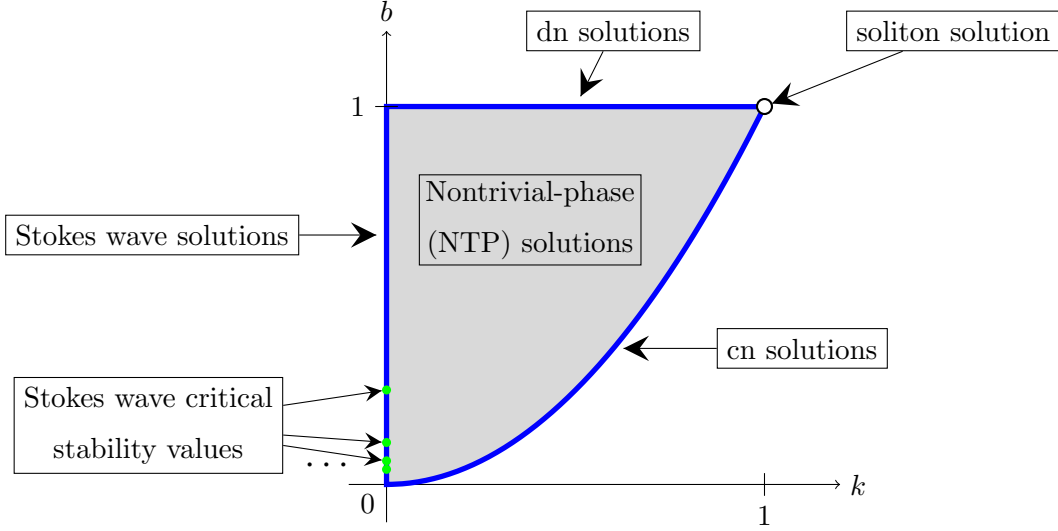 b
dn solutions
soliton solution
1
Nontrivial-phase
(NTP) solutions
Stokes wave solutions
cn solutions
Stokes wave critical
stability values
...
0
1
k